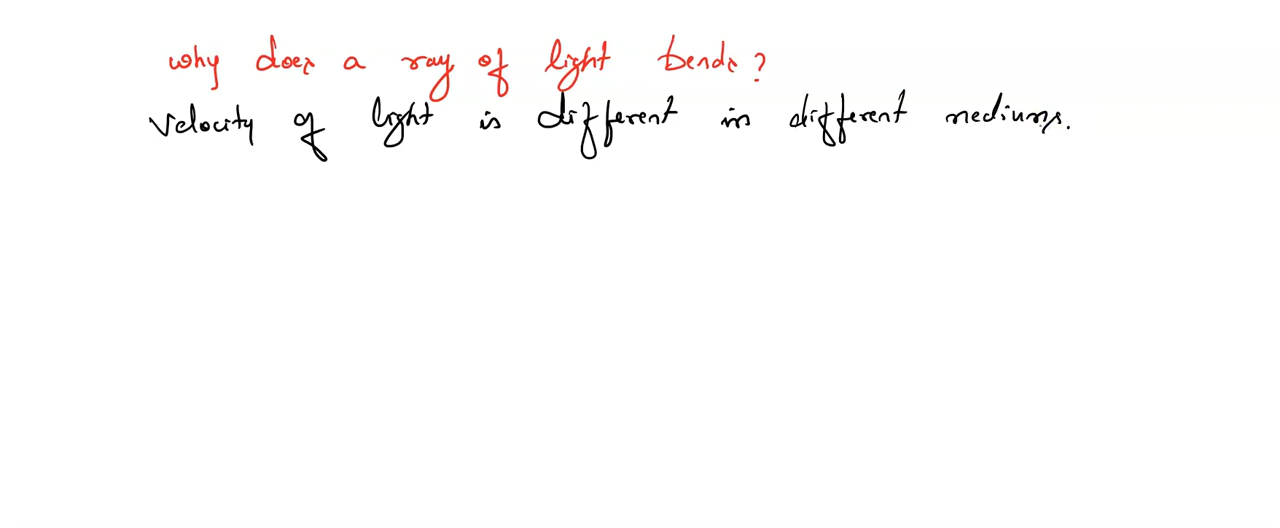 why does a ray of light bends?
Velocity of light is different in different mediums.